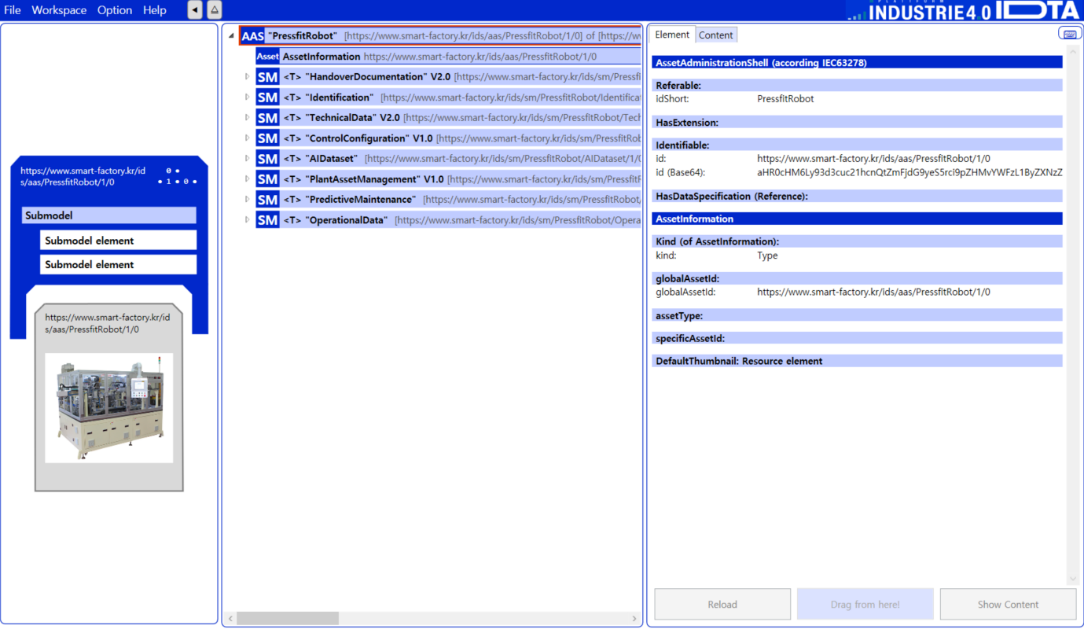 File Workspace Option Help
PLATFORM
INDUSTRIE4.0 IDTA
https://www.smart-factory.kr/id
s/aas/PressfitRobot/1/0
0
1 0
Submodel
Submodel element
Submodel element
https://www.smart-factory.kr/id
s/aas/PressfitRobot/1/0
AAS "PressfitRobot" [https://www.smart-factory.kr/ids/aas/PressfitRobot/1/0] of [https://w
Asset AssetInformation https://www.smart-factory.kr/ids/aas/PressfitRobot/1/0
SM <T> "HandoverDocumentation" V2.0 [https://www.smart-factory.kr/ids/sm/Pressfi
SM <T> "Identification" [https://www.smart-factory.kr/ids/sm/PressfitRobot/Identifica
SM <T> "TechnicalData" V2.0 [https://www.smart-factory.kr/ids/sm/PressfitRobot/Tech
SM <T> "ControlConfiguration" V1.0 [https://www.smart-factory.kr/ids/sm/PressfitRob
SM <T> "AIDataset" [https://www.smart-factory.kr/ids/sm/PressfitRobot/AIDataset/1/0
SM <T> "PlantAssetManagement" V1.0 [https://www.smart-factory.kr/ids/sm/Pressfit
SM <T> "PredictiveMaintenance" [https://www.smart-factory.kr/ids/sm/PressfitRobot,
SM <T> "OperationalData" [https://www.smart-factory.kr/ids/sm/PressfitRobot/Opera
Element Content
AssetAdministrationShell (according IEC63278)
Referable:
idShort: PressfitRobot
HasExtension:
Identifiable:
id: https://www.smart-factory.kr/ids/aas/PressfitRobot/1/0
id (Base64):
HasDataSpecification (Reference):
AssetInformation
Kind (of AssetInformation):
kind: Type
globalAssetId:
globalAssetId: https://www.smart-factory.kr/ids/aas/PressfitRobot/1/0
assetType:
specificAssetId:
DefaultThumbnail: Resource element
Reload Drag from here! Show Content